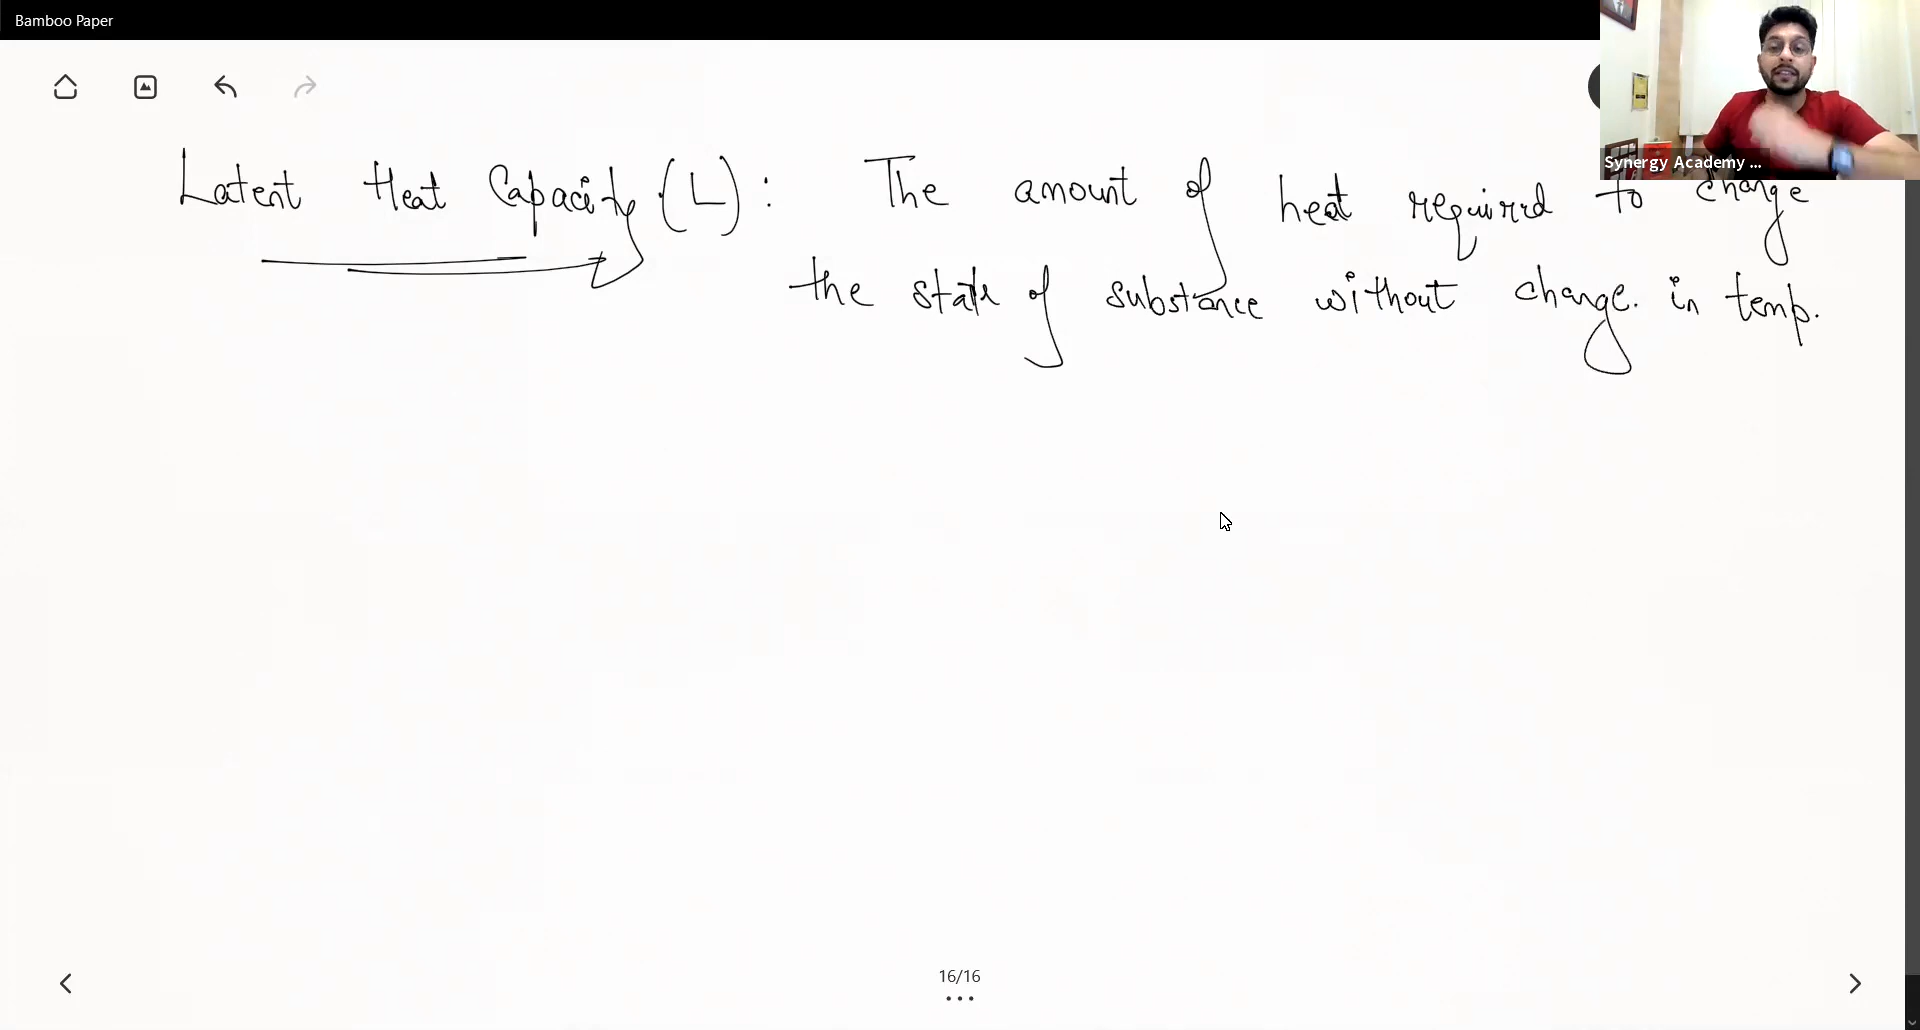 Bamboo Paper
Synergy Academy ...
Latent Heat Capacity (L) : The amount of heat required to change
the state of substance without change. in temp.
16/16